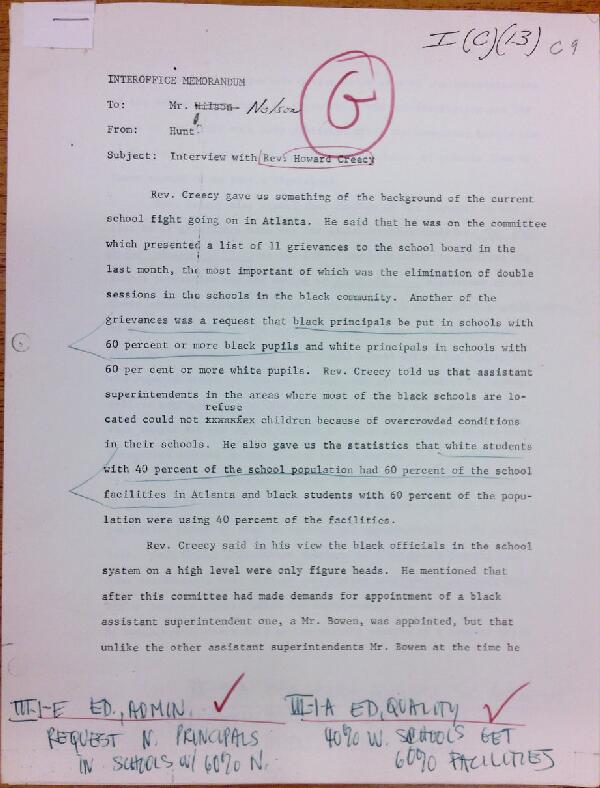 I(C)(13) C9
INTEROFFICE MEMORANDUM
G
To: Mr. Wilson Nelson
From: Hunt
Subject: Interview with Rev. Howard Creecy
Rev. Creecy gave us something of the background of the current
school fight going on in Atlanta. He said that he was on the committee
which presented a list of 11 grievances to the school board in the
last month, the most important of which was the elimination of double
sessions in the schools in the black community. Another of the
grievances was a request that black principals be put in schools with
60 percent or more black pupils and white principals in schools with
60 per cent or more white pupils. Rev. Creecy told us that assistant
superintendents in the areas where most of the black schools are lo-
refuse
cated could not children because of overcrowded conditions
in their schools. He also gave us the statistics that white students
with 40 percent of the school population had 60 percent of the school
facilities in Atlanta and black students with 60 percent of the popu-
lation were using 40 percent of the facilities.
Rev. Creecy said in his view the black officials in the school
system on a high level were only figure heads. He mentioned that
after this committee had made demands for appointment of a black
assistant superintendent one, a Mr. Bowen, was appointed, but that
unlike the other assistant superintendents Mr. Bowen at the time he
III-1-E ED., ADMIN. ✓
REQUEST N. PRINCIPALS
IN SCHOOLS W/ 60% N.
III-1A ED, QUALITY ✓
40% W. SCHOOLS GET
60% FACILITIES